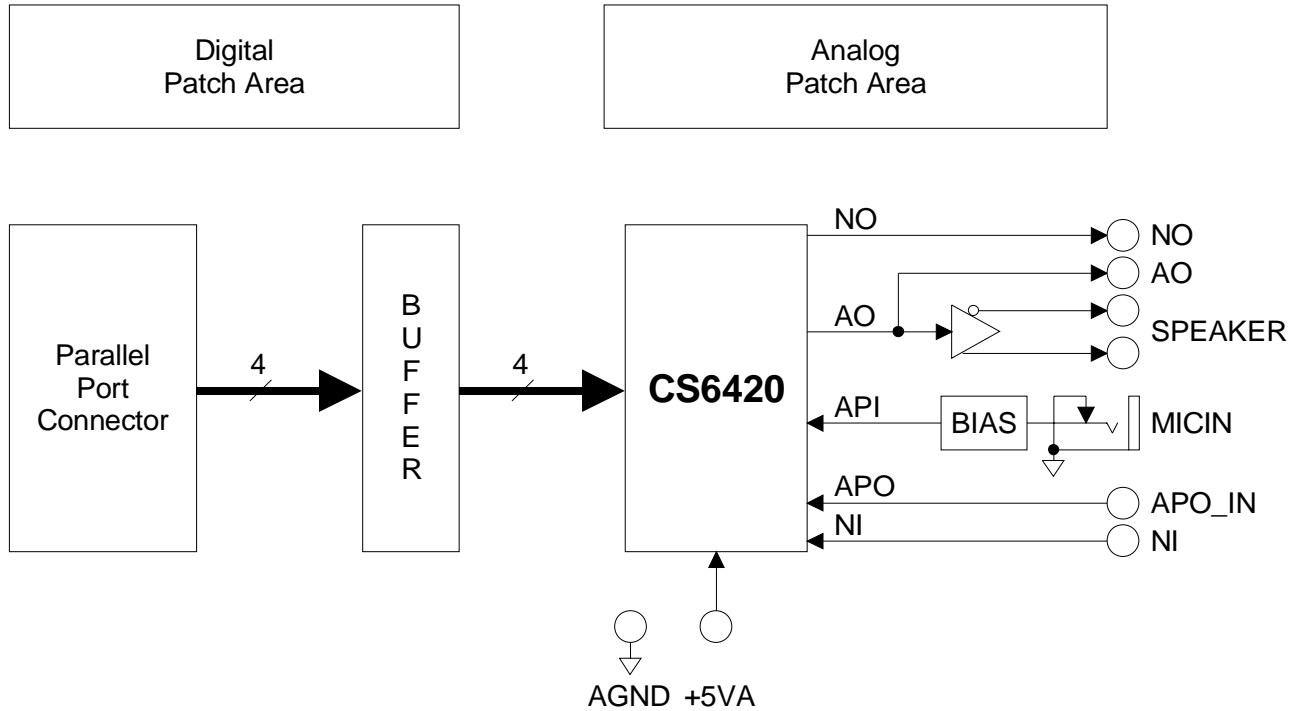 Digital
Patch Area
Analog
Patch Area
Parallel
Port
Connector
4
B
U
F
F
E
R
4
CS6420
NO
NO
AO
AO
SPEAKER
API
BIAS
MICIN
APO
APO_IN
NI
NI
AGND +5VA